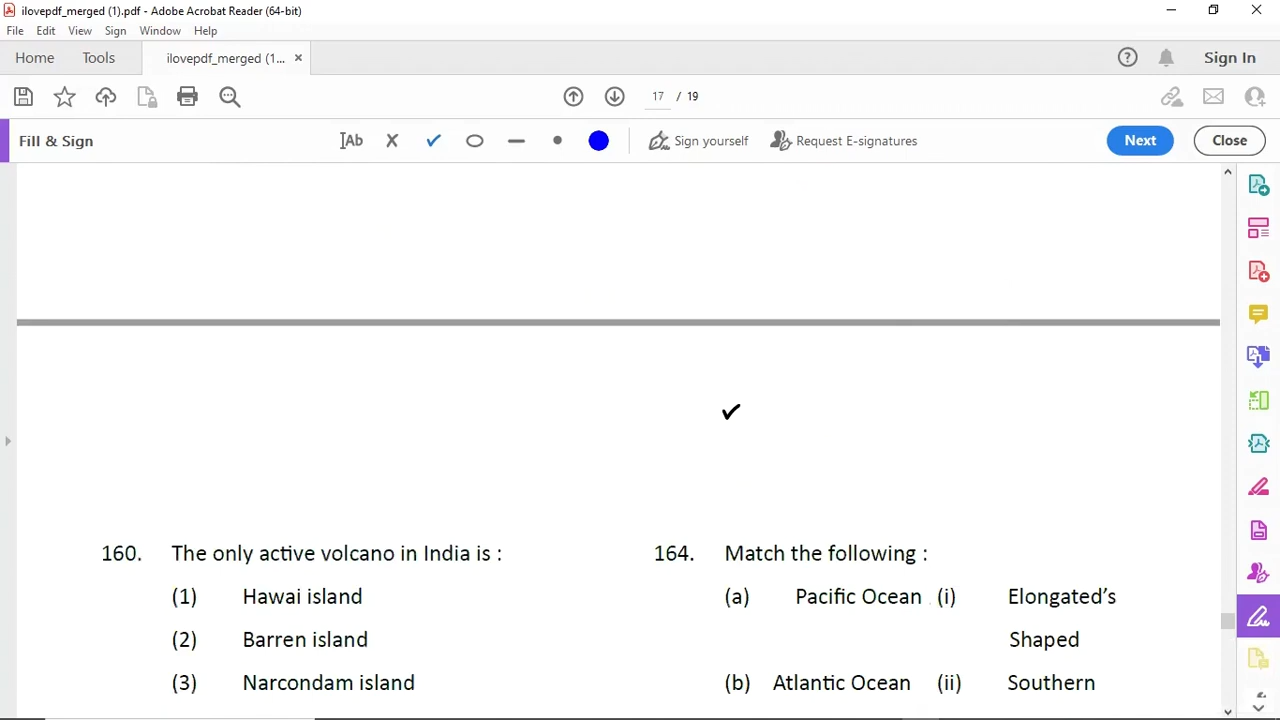 ilovepdf_merged (1).pdf - Adobe Acrobat Reader (64-bit)
File Edit View Sign Window Help
Home Tools ilovepdf_merged (1... × Sign In
17 / 19
Fill & Sign Ab Sign yourself Request E-signatures Next Close
160. The only active volcano in India is :
(1) Hawai island
(2) Barren island
(3) Narcondam island
164. Match the following :
(a) Pacific Ocean (i) Elongated’s
Shaped
(b) Atlantic Ocean (ii) Southern